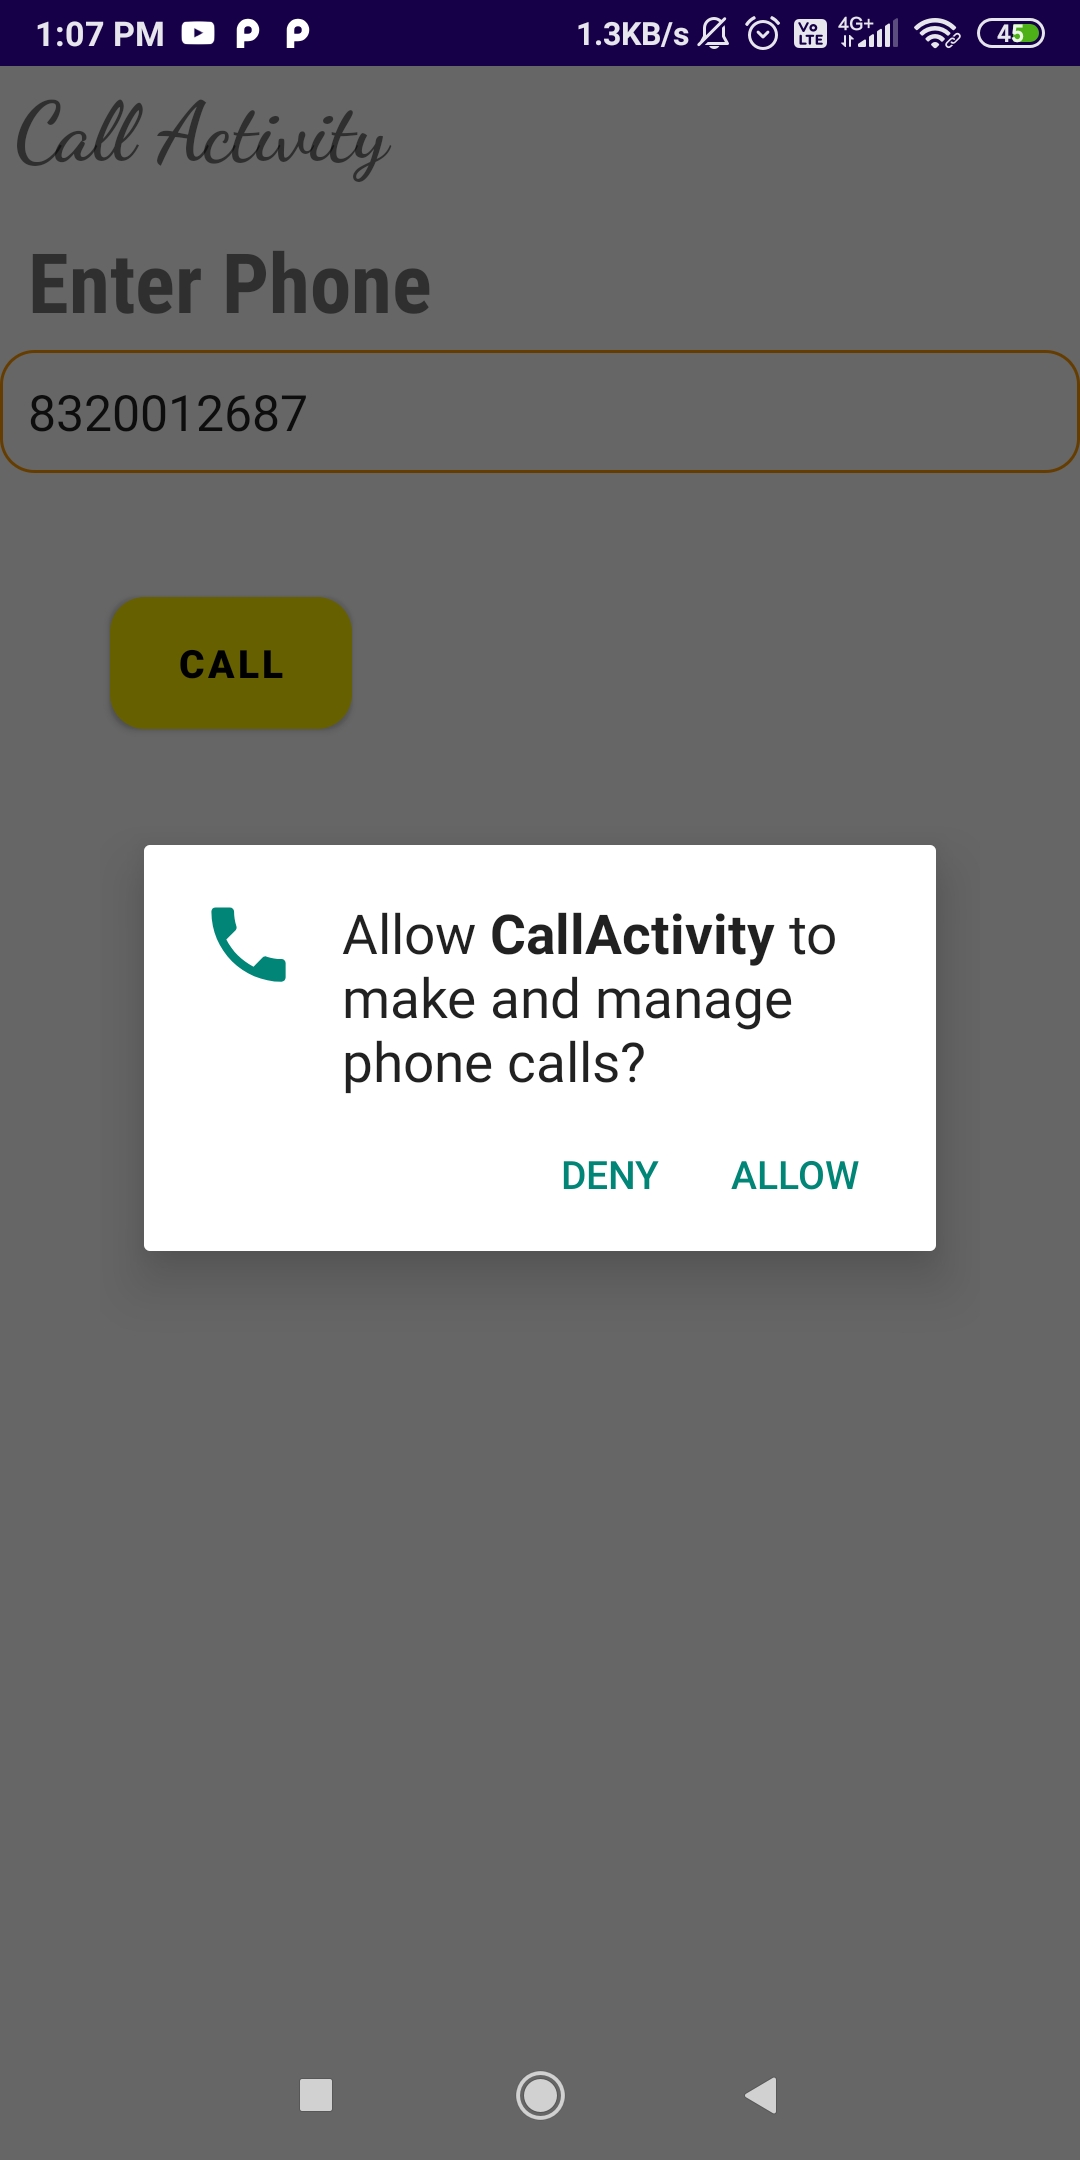 1:07 PM 1.3KB/s Vo LTE 4G+ 45
Call Activity
Enter Phone
8320012687
CALL
Allow CallActivity to
make and manage
phone calls?
DENY ALLOW